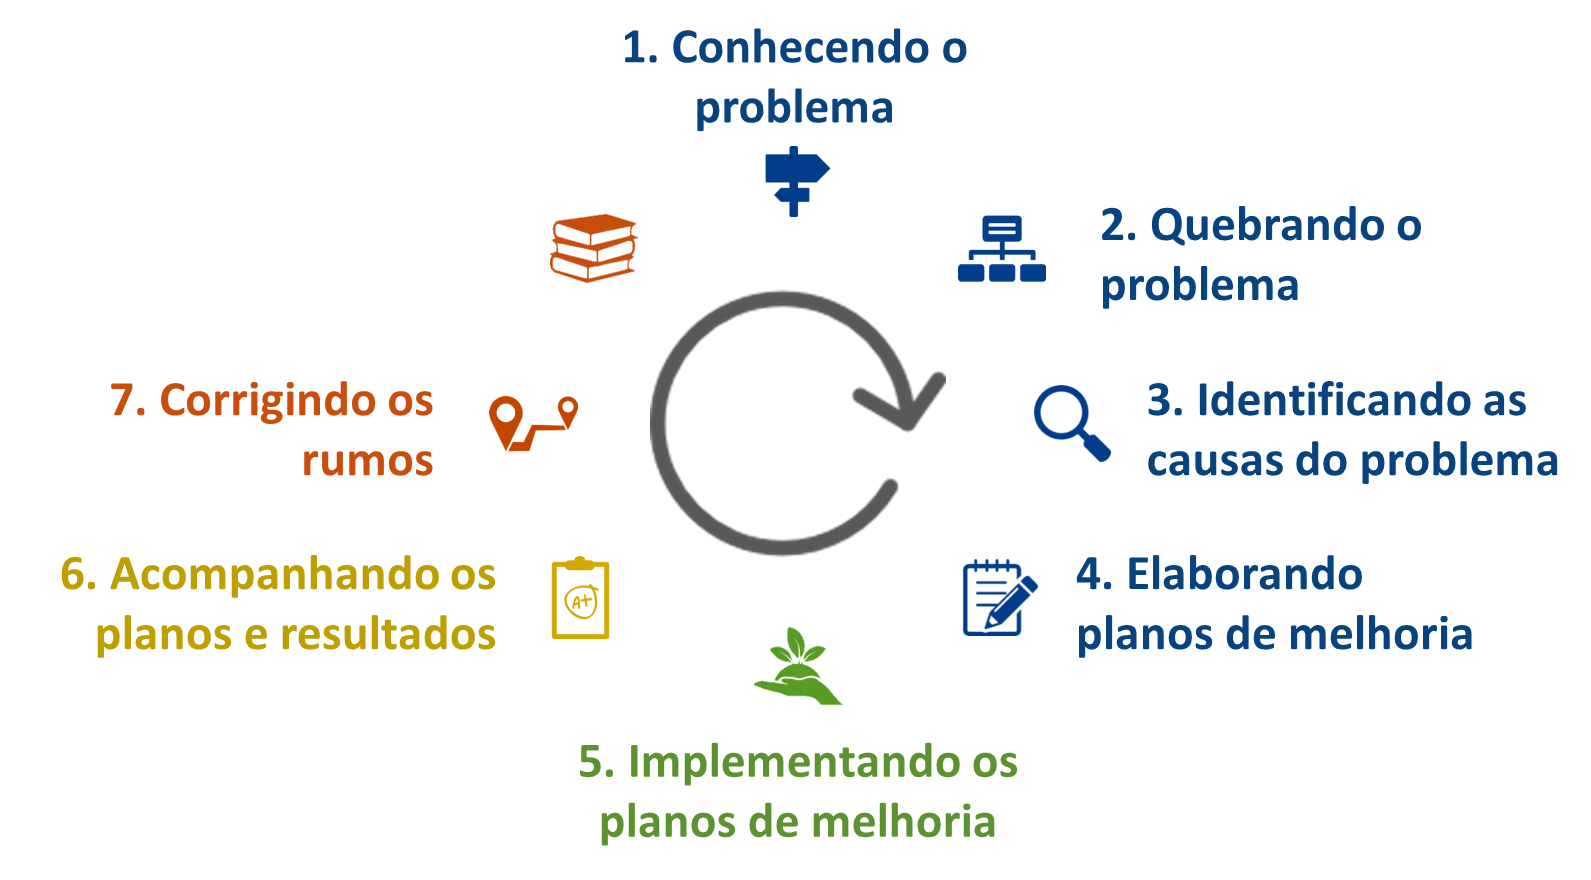 1. Conhecendo o
problema
2. Quebrando o
problema
3. Identificando as
causas do problema
4. Elaborando
planos de melhoria
5. Implementando os
planos de melhoria
6. Acompanhando os
planos e resultados
A+
7. Corrigindo os
rumos